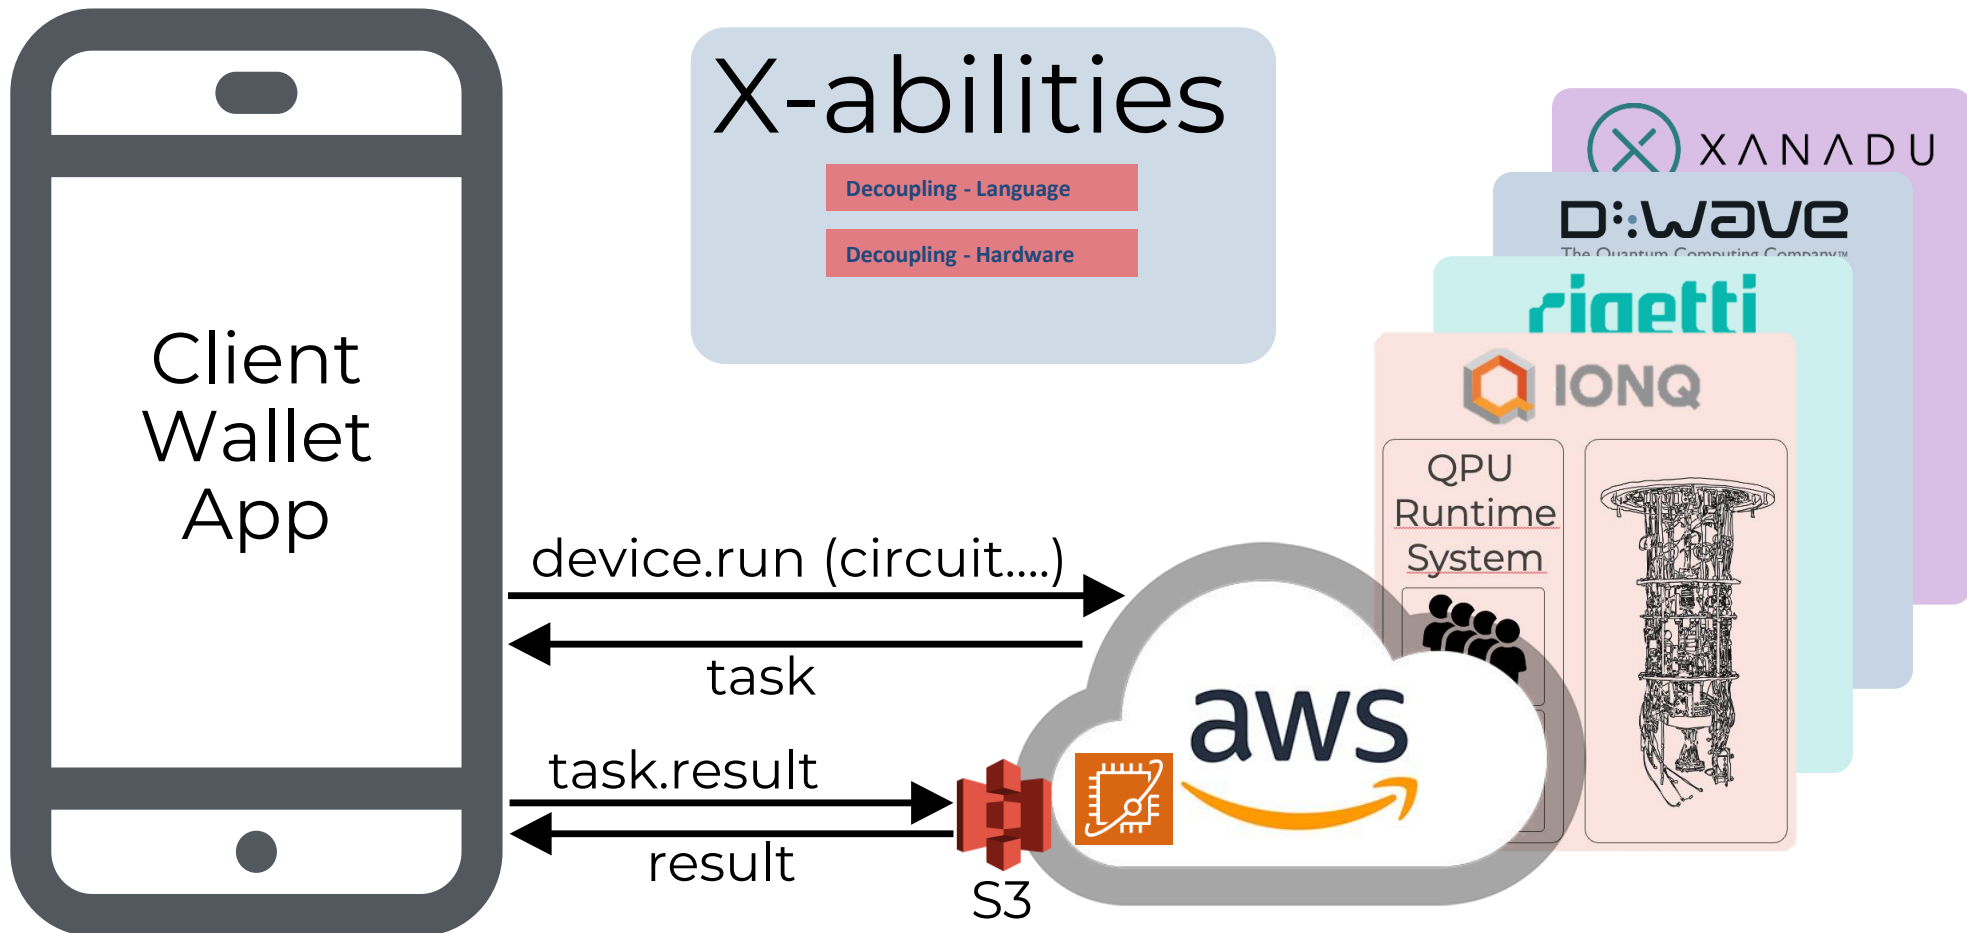 X-abilities
Decoupling - Language
Decoupling - Hardware
Client
Wallet
App
device.run (circuit....)
task
task.result
result
S3
aws
XANADU
D:wave
The Quantum Computing Company™
rigetti
IONQ
QPU
Runtime
System